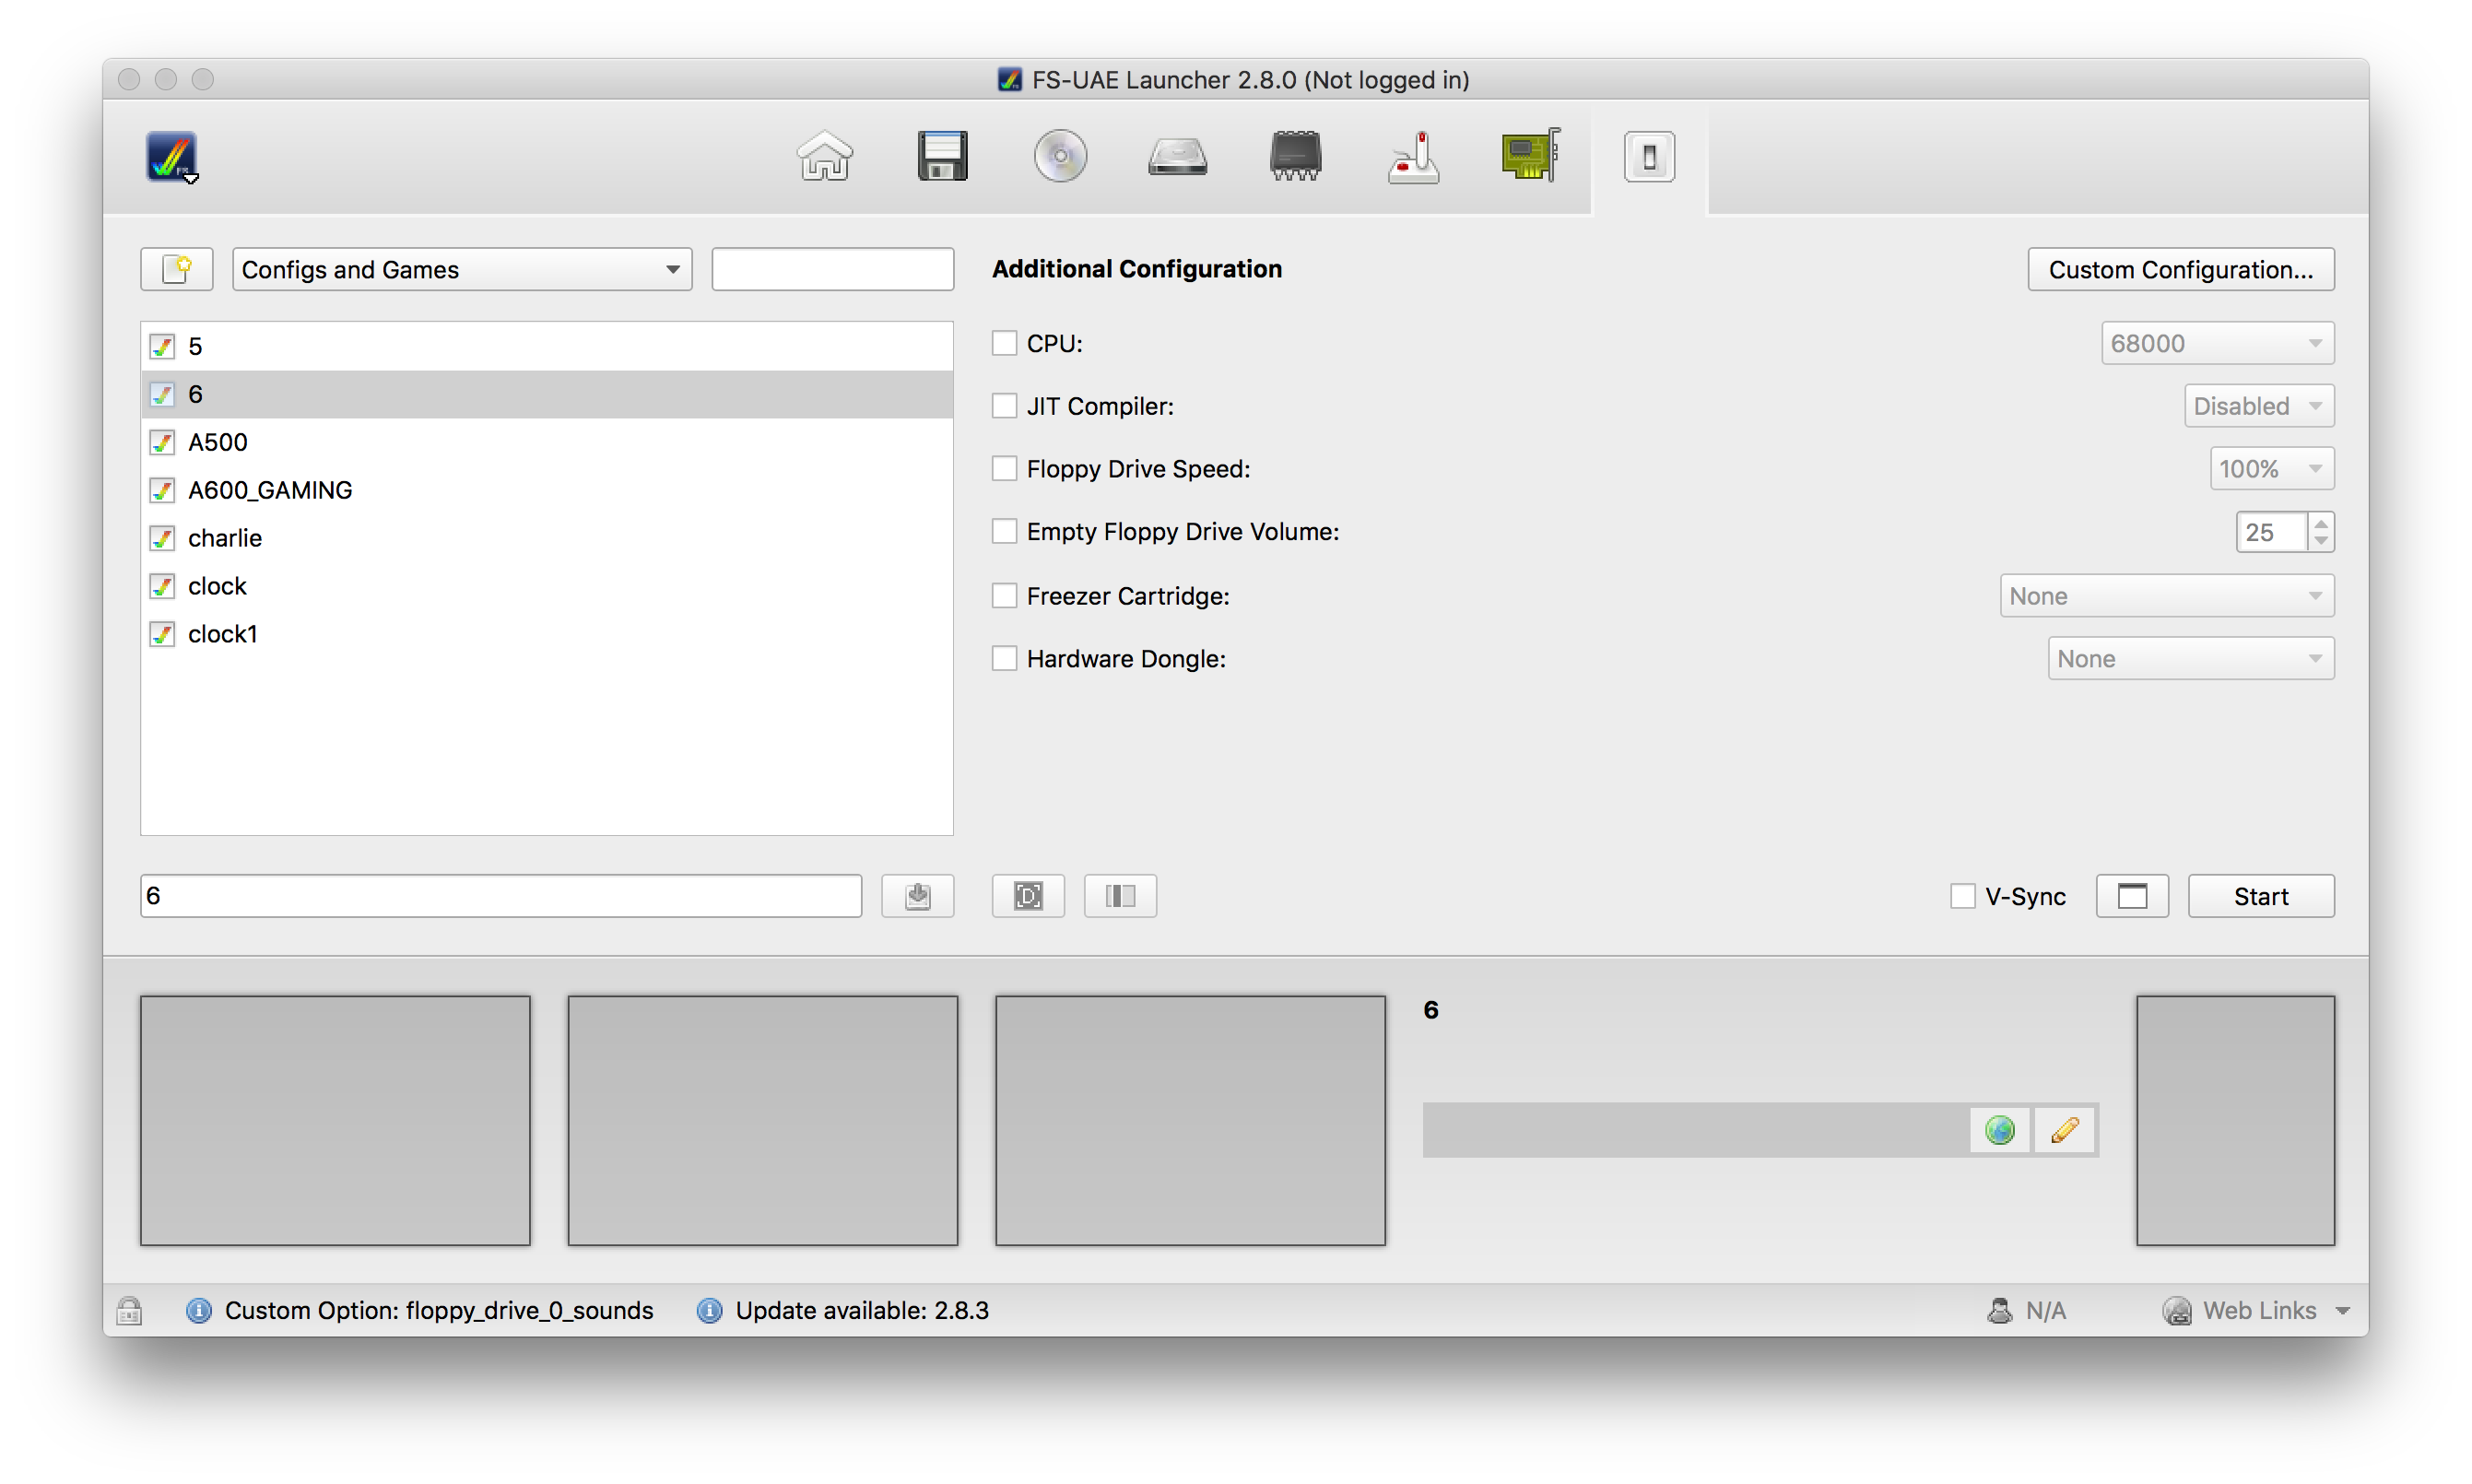 FS-UAE Launcher 2.8.0 (Not logged in)
Configs and Games
5
6
A500
A600_GAMING
charlie
clock
clock1
6
Additional Configuration
Custom Configuration...
CPU:
68000
JIT Compiler:
Disabled
Floppy Drive Speed:
100%
Empty Floppy Drive Volume:
25
Freezer Cartridge:
None
Hardware Dongle:
None
D
V-Sync
Start
6
Custom Option: floppy_drive_0_sounds
Update available: 2.8.3
N/A
Web Links